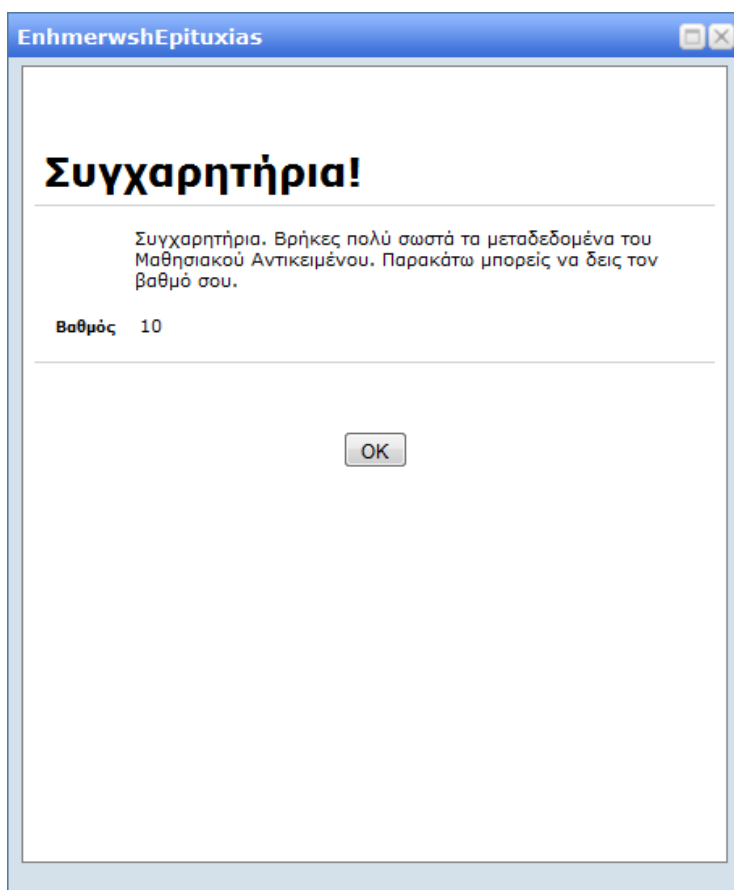 EnhmerwshEpituxias
Συγχαρητήρια!
Συγχαρητήρια. Βρήκες πολύ σωστά τα μεταδεδομένα του
Μαθησιακού Αντικειμένου. Παρακάτω μπορείς να δεις τον
βαθμό σου.
Βαθμός 10
OK